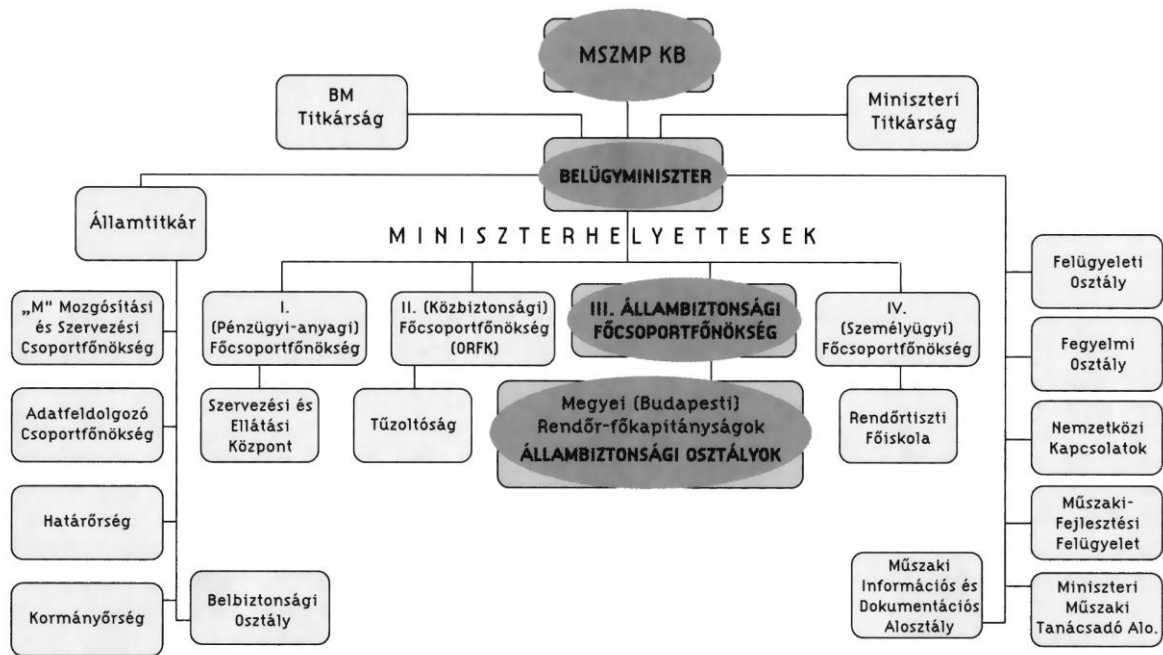 MSZMP KB
BM
Titkárság
Miniszteri
Titkárság
BELÜGYMINISZTER
Államtitkár
MINISZTERHELYETTESEK
„M" Mozgósítási
és Szervezési
Csoportfőnökség
I.
(Pénzügyi-anyagi)
Főcsoportfőnökség
II. (Közbiztonsági)
Főcsoportfőnökség
(ORFK)
III. ÁLLAMBIZTONSÁGI
FŐCSOPORTFŐNÖKSÉG
IV.
(Személyügyi)
Főcsoportfőnökség
Felügyeleti
Osztály
Fegyelmi
Osztály
Adatfeldolgozó
Csoportfőnökség
Szervezési és
Ellátási
Központ
Tűzoltóság
Megyei (Budapesti)
Rendőr-főkapitányságok
ÁLLAMBIZTONSÁGI OSZTÁLYOK
Rendőrtiszti
Főiskola
Nemzetközi
Kapcsolatok
Határőrség
Műszaki-
Fejlesztési
Felügyelet
Kormányőrség
Belbiztonsági
Osztály
Műszaki
Információs és
Dokumentációs
Alosztály
Miniszteri
Műszaki
Tanácsadó Alo.